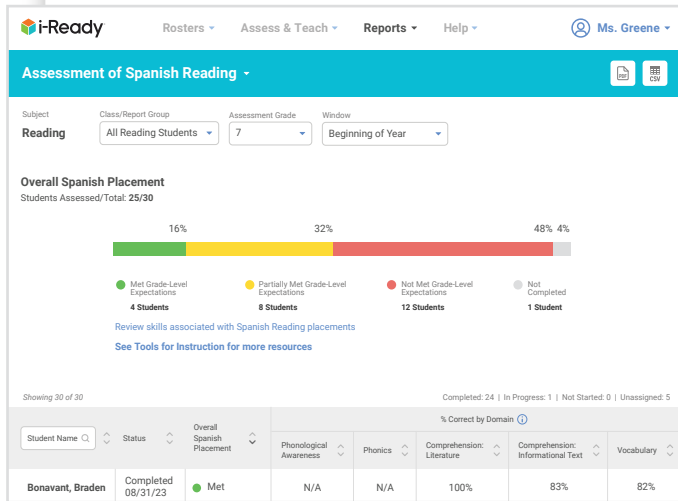 i-Ready
Rosters
Assess & Teach
Reports
Help
Ms. Greene
Assessment of Spanish Reading
PDF
CSV
Subject
Class/Report Group
Assessment Grade
Window
Reading
All Reading Students
7
Beginning of Year
Overall Spanish Placement
Students Assessed/Total: 25/30
16%
32%
48%
4%
Met Grade-Level
Expectations
4 Students
Partially Met Grade-Level
Expectations
8 Students
Not Met Grade-Level
Expectations
12 Students
Not
Completed
1 Student
Review skills associated with Spanish Reading placements
See Tools for Instruction for more resources
Showing 30 of 30
Completed: 24 | In Progress: 1 | Not Started: 0 | Unassigned: 5
Student Name
Status
Overall
Spanish
Placement
% Correct by Domain
Phonological
Awareness
Phonics
Comprehension:
Literature
Comprehension:
Informational Text
Vocabulary
Bonavant, Braden
Completed
08/31/23
Met
N/A
N/A
100%
83%
82%